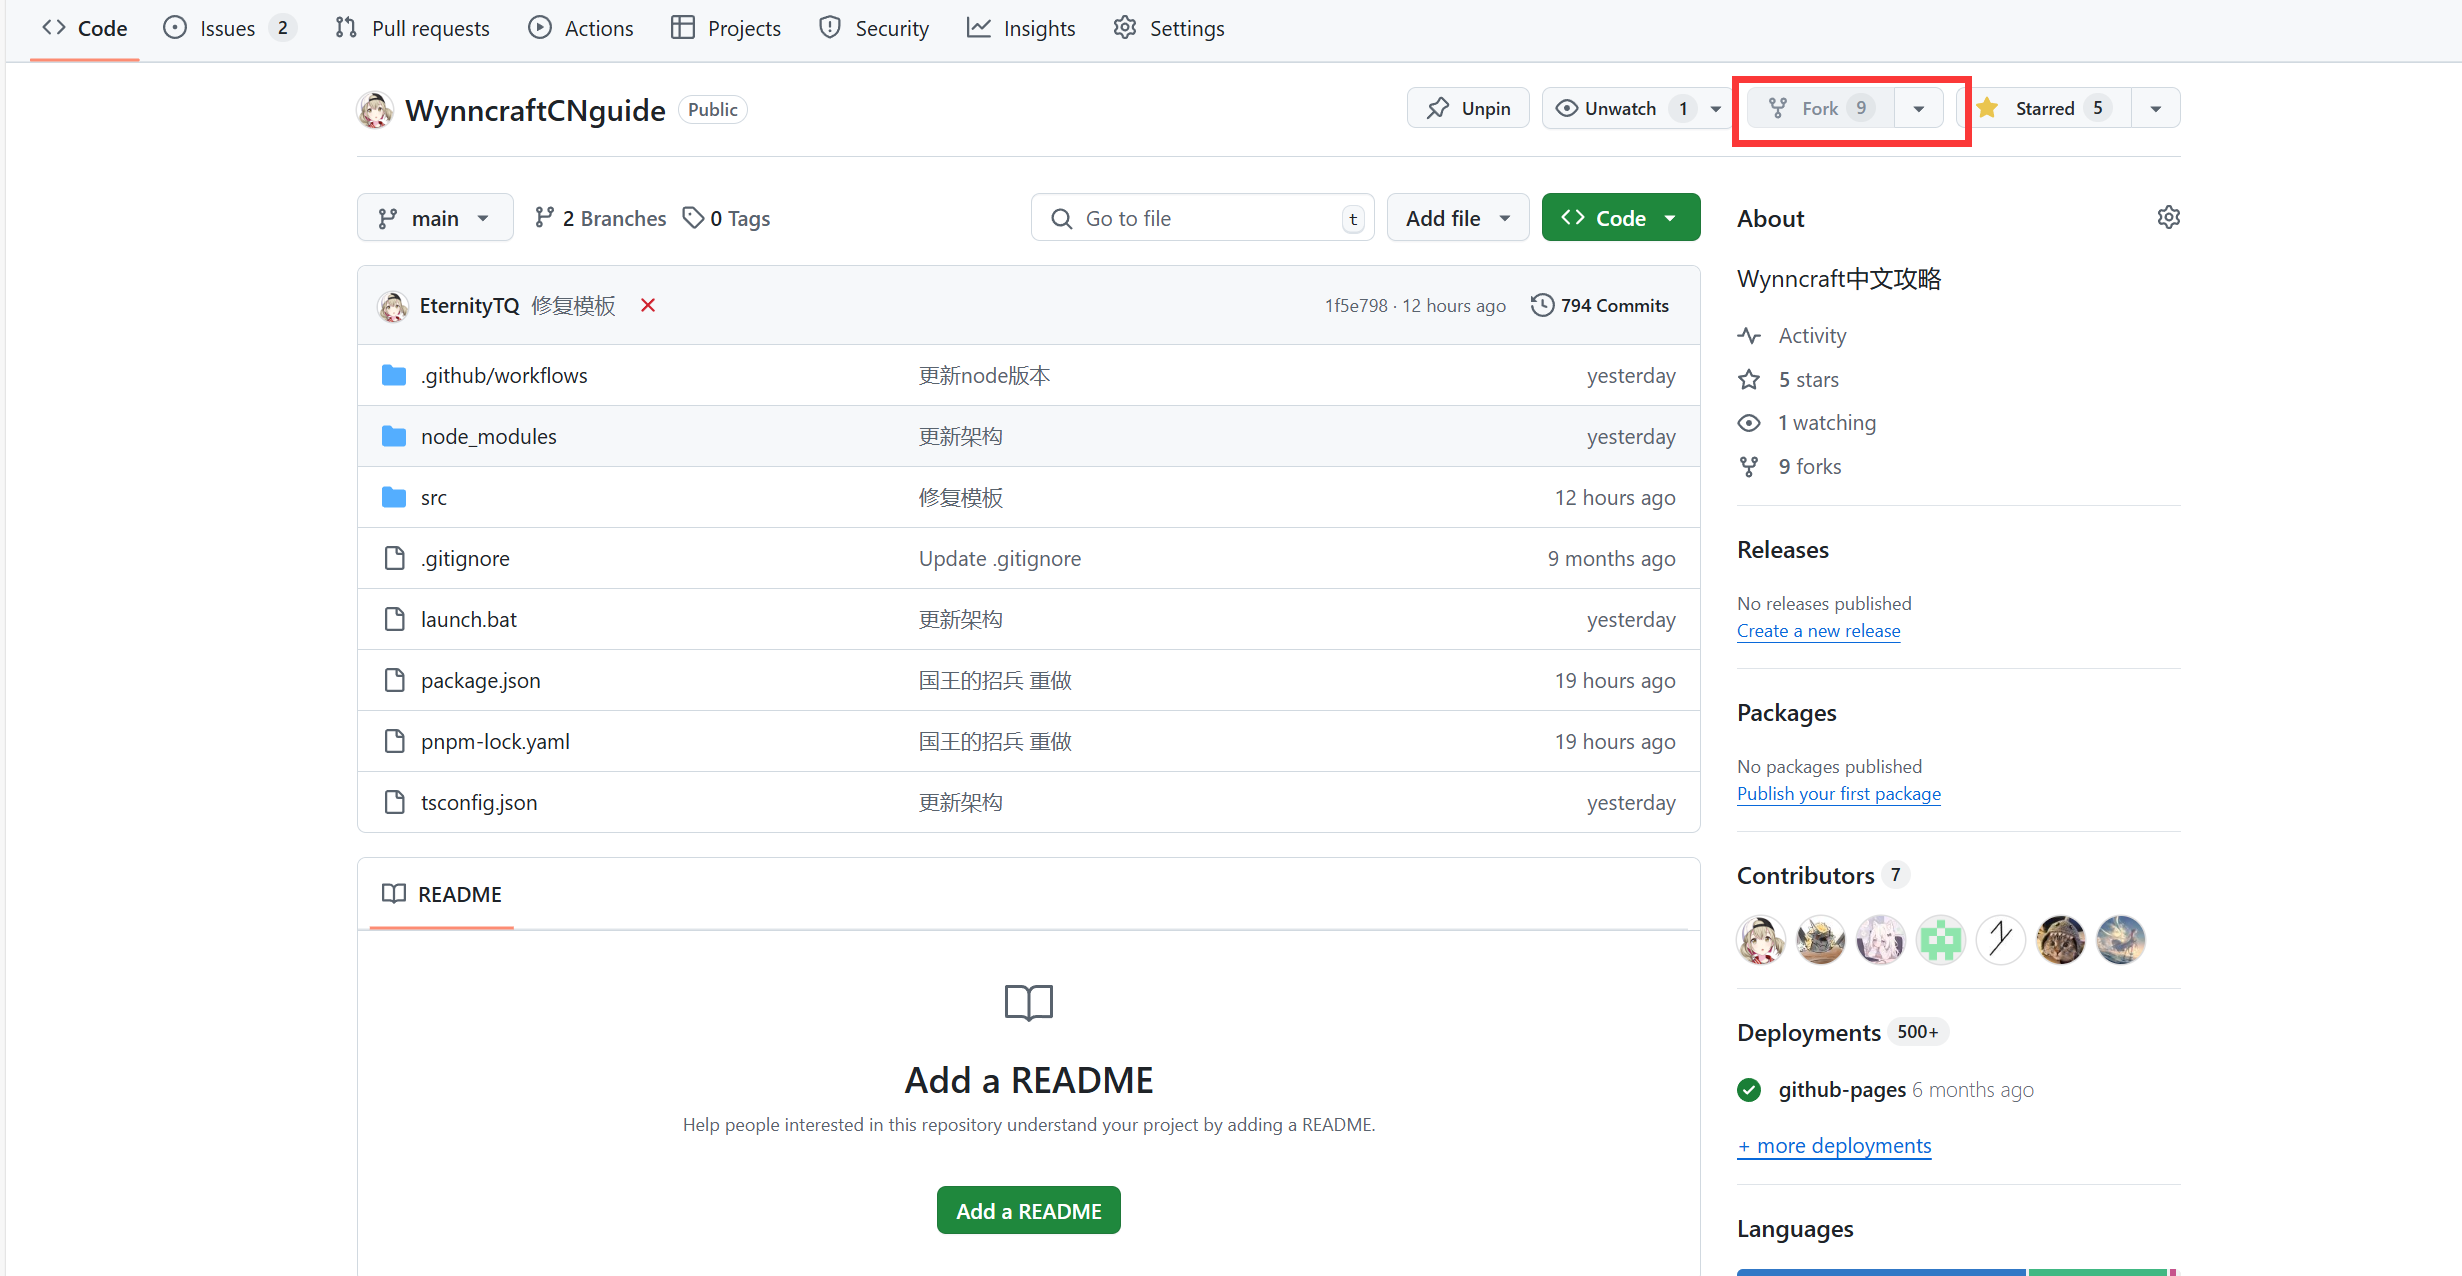 Code Issues 2 Pull requests Actions Projects Security Insights Settings
WynncraftCNguide Public Unpin Unwatch 1 Fork 9 Starred 5
main 2 Branches 0 Tags Go to file t Add file Code
EternityTQ 修复模板 1f5e798 · 12 hours ago 794 Commits
.github/workflows 更新node版本 yesterday
node_modules 更新架构 yesterday
src 修复模板 12 hours ago
.gitignore Update .gitignore 9 months ago
launch.bat 更新架构 yesterday
package.json 国王的招兵 重做 19 hours ago
pnpm-lock.yaml 国王的招兵 重做 19 hours ago
tsconfig.json 更新架构 yesterday
README
Add a README
Help people interested in this repository understand your project by adding a README.
Add a README
About
Wynncraft中文攻略
Activity
5 stars
1 watching
9 forks
Releases
No releases published
Create a new release
Packages
No packages published
Publish your first package
Contributors 7
Deployments 500+
github-pages 6 months ago
+ more deployments
Languages